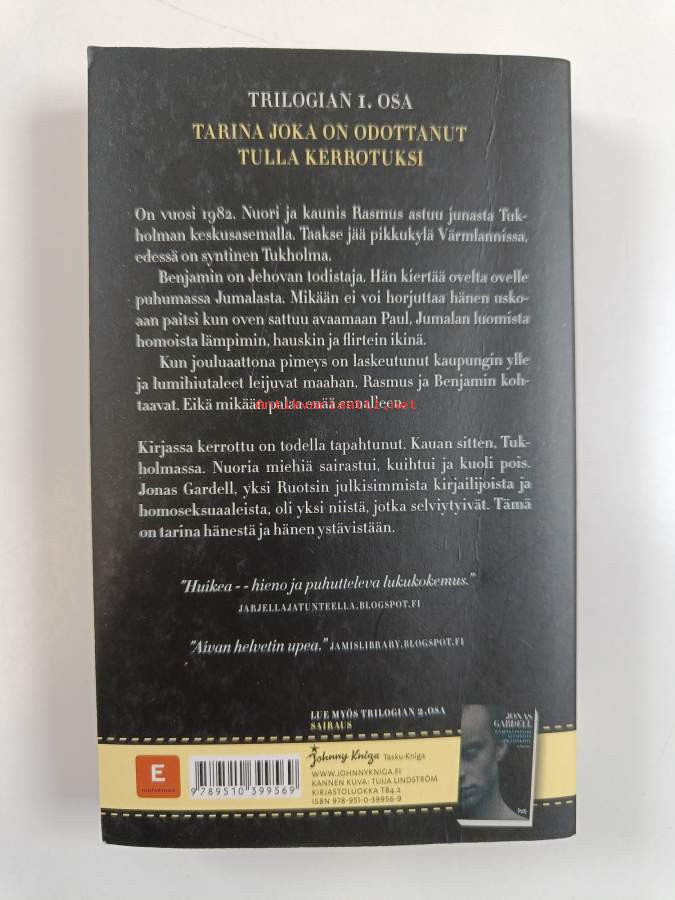 TRILOGIAN 1. OSA
TARINA JOKA ON ODOTTANUT
TULLA KERROTUKSI
On vuosi 1982. Nuori ja kaunis Rasmus astuu junasta Tuk-
holman keskusasemalla. Taakse jää pikkukylä Värmlannissa,
edessä on syntinen Tukholma.
Benjamin on Jehovan todistaja. Hän kiertää ovelta ovelle
puhumassa Jumalasta. Mikään ei voi horjuttaa hänen usko-
aan paitsi kun oven sattuu avaamaan Paul, Jumalan luomista
homoista lämpimin, hauskin ja flirtein ikinä.
Kun jouluaattona pimeys on laskeutunut kaupungin ylle
ja lumihiutaleet leijuvat maahan, Rasmus ja Benjamin koh-
taavat. Eikä mikään palaa enää ennalleen.
Kirjassa kerrottu on todella tapahtunut. Kauan sitten, Tuk-
holmassa. Nuoria miehiä sairastui, kuihtui ja kuoli pois.
Jonas Gardell, yksi Ruotsin julkisimmista kirjailijoista ja
homoseksuaaleista, oli yksi niistä, jotka selviytyivät. Tämä
on tarina hänestä ja hänen ystävistään.
"Huikea -- hieno ja puhutteleva lukukokemus."
JARJELLAJATUNTEELLA.BLOGSPOT.FI
"Aivan helvetin upea." JAMISLIBRARY.BLOGSPOT.FI
LUE MYÖS TRILOGIAN 2.OSA
SAIRAUS
JONAS
GARDELL
E
9 789510 399569
Johnny Kniga Tasku-Kniga
WWW.JOHNNYKNIGA.FI
KANNEN KUVA: TUIJA LINDSTRÖM
KIRJASTOLUOKKA T84.2
ISBN 978-951-0-39956-9